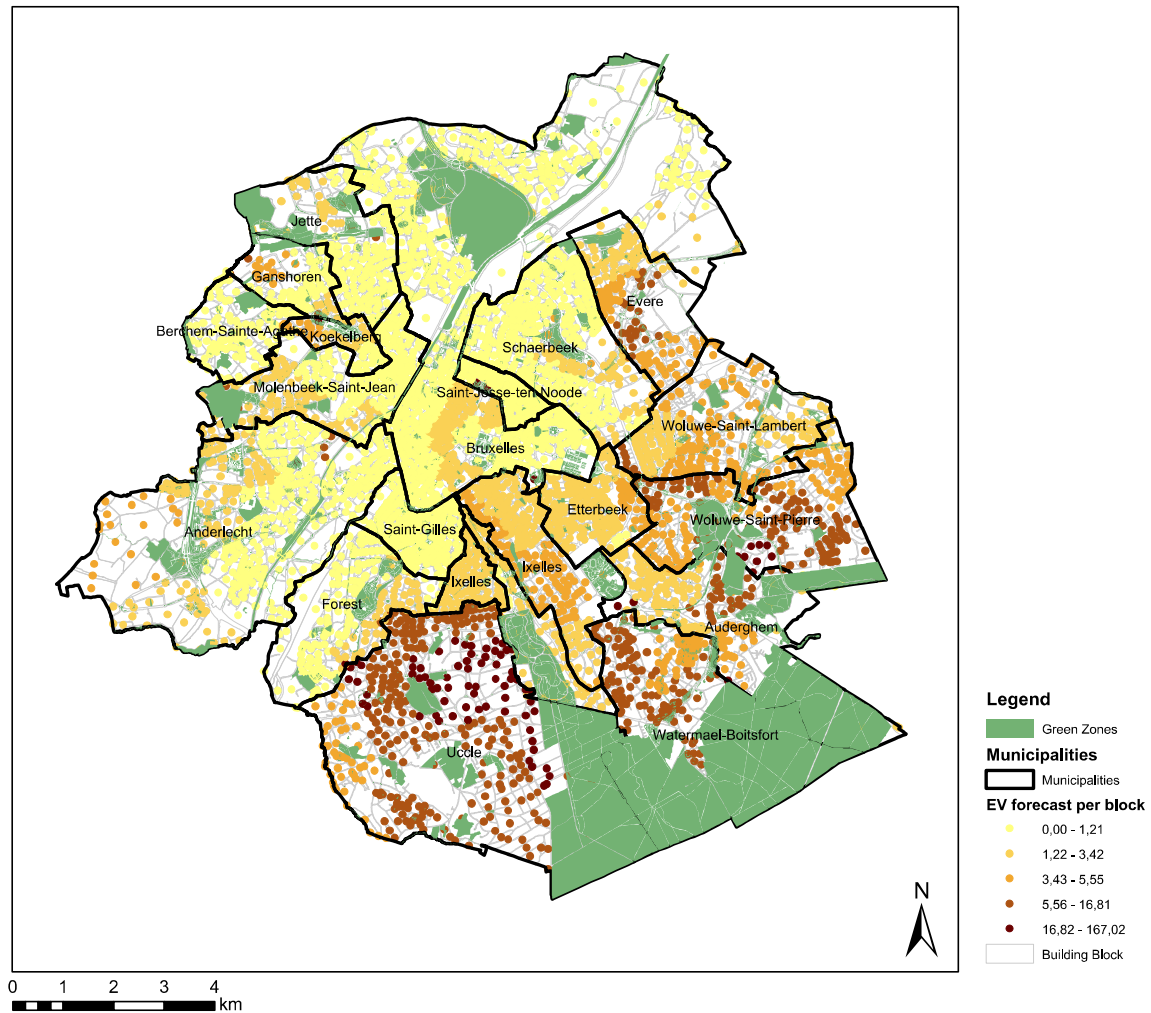 Jette
Ganshoren
Evere
Berchem-Sainte-Agathe
Koekelberg
Schaerbeek
Molenbeek-Saint-Jean
Saint-Josse-ten-Noode
Woluwe-Saint-Lambert
Bruxelles
Etterbeek
Woluwe-Saint-Pierre
Anderlecht
Saint-Gilles
Ixelles
Ixelles
Forest
Auderghem
Watermael-Boitsfort
Uccle
Legend
Green Zones
Municipalities
Municipalities
EV forecast per block
0,00 - 1,21
1,22 - 3,42
3,43 - 5,55
5,56 - 16,81
16,82 - 167,02
Building Block
N
0 1 2 3 4
km